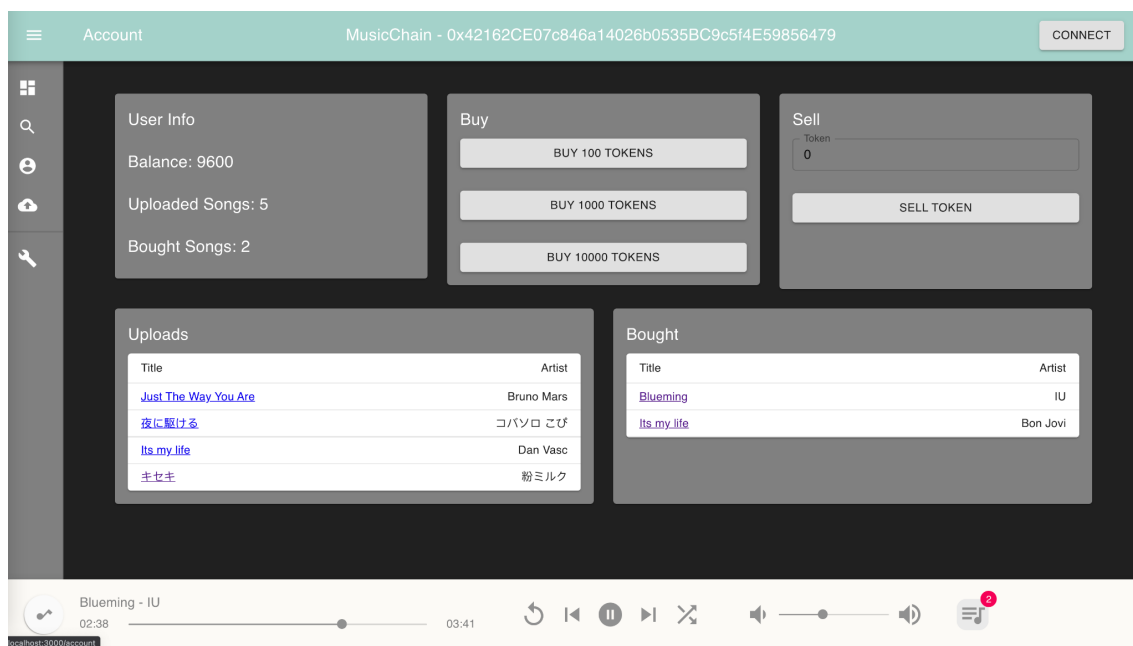 Account MusicChain - 0x42162CE07c846a14026b0535BC9c5f4E59856479 CONNECT
User Info
Balance: 9600
Uploaded Songs: 5
Bought Songs: 2
Buy
BUY 100 TOKENS
BUY 1000 TOKENS
BUY 10000 TOKENS
Sell
Token
0
SELL TOKEN
Uploads
Title Artist
Just The Way You Are Bruno Mars
夜に駆ける コバソロ こぴ
Its my life Dan Vasc
キセキ 粉ミルク
Bought
Title Artist
Blueming IU
Its my life Bon Jovi
Blueming - IU
02:38 03:41
2
localhost:3000/account